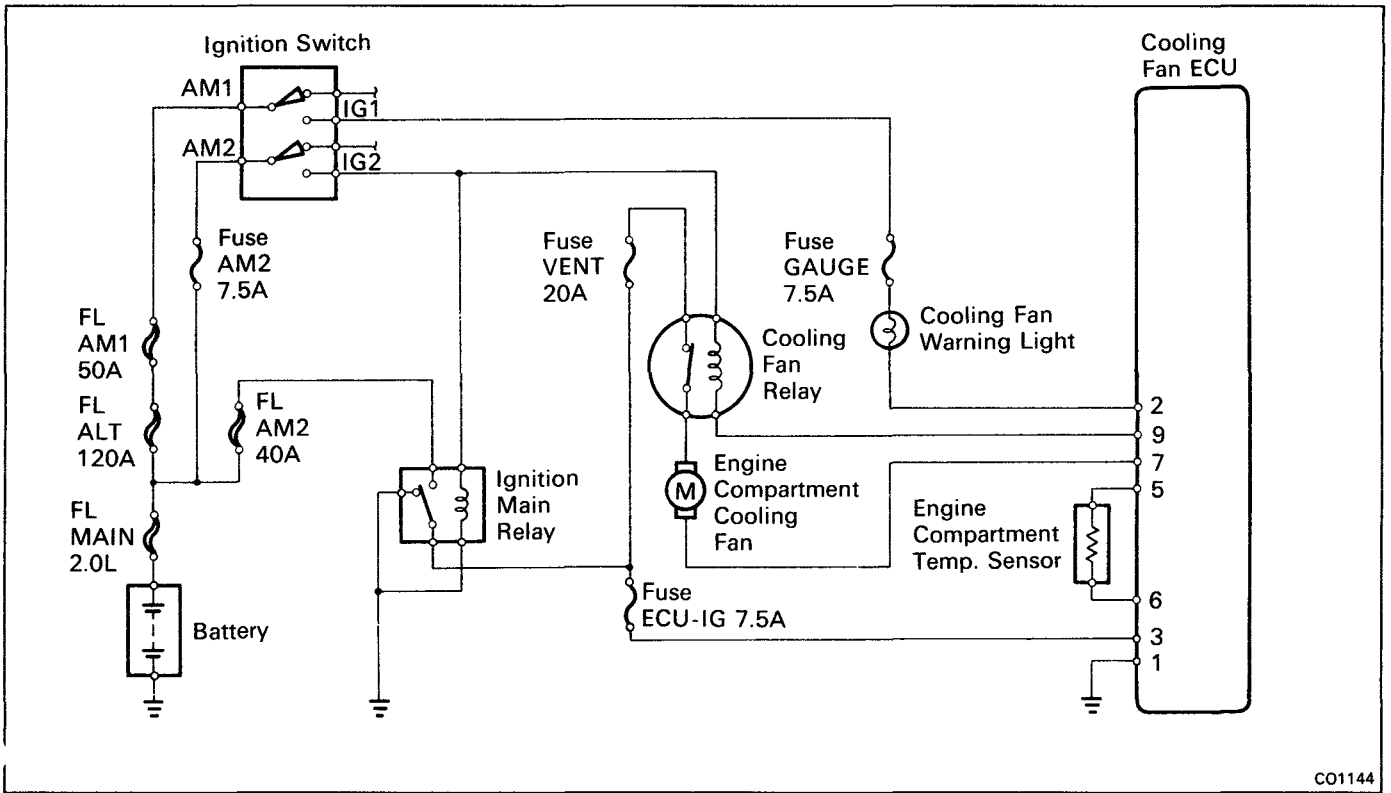 Ignition Switch
AM1
IG1
AM2
IG2
Cooling
Fan ECU
Fuse
AM2
7.5A
Fuse
VENT
20A
Fuse
GAUGE
7.5A
Cooling Fan
Warning Light
Cooling
Fan
Relay
FL
AM1
50A
FL
ALT
120A
FL
AM2
40A
FL
MAIN
2.0L
Battery
Ignition
Main
Relay
M
Engine
Compartment
Cooling
Fan
Engine
Compartment
Temp. Sensor
Fuse
ECU-IG 7.5A
2
9
7
5
6
3
1
CO1144